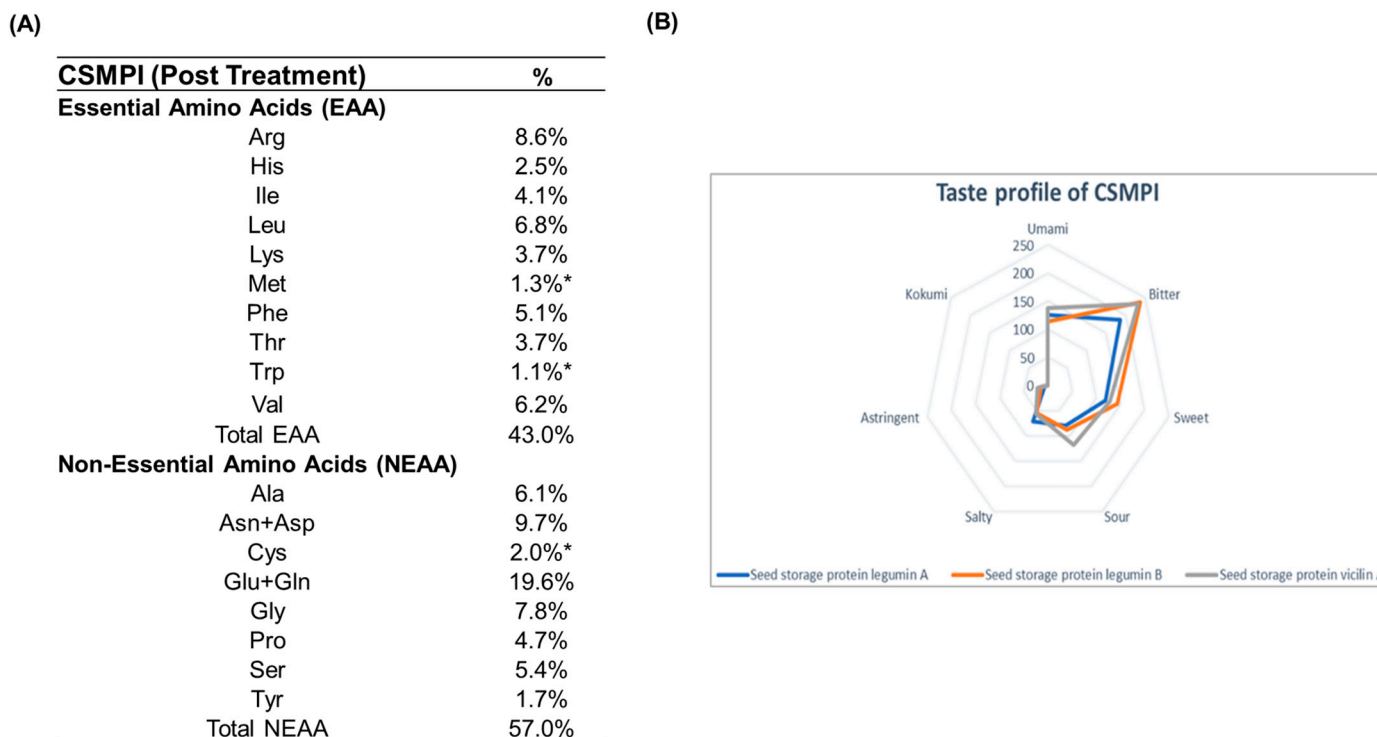 (A)
CSMPI (Post Treatment) %
Essential Amino Acids (EAA)
Arg 8.6%
His 2.5%
Ile 4.1%
Leu 6.8%
Lys 3.7%
Met 1.3%*
Phe 5.1%
Thr 3.7%
Trp 1.1%*
Val 6.2%
Total EAA 43.0%
Non-Essential Amino Acids (NEAA)
Ala 6.1%
Asn+Asp 9.7%
Cys 2.0%*
Glu+Gln 19.6%
Gly 7.8%
Pro 4.7%
Ser 5.4%
Tyr 1.7%
Total NEAA 57.0%
(B)
Taste profile of CSMPI
Umami
250
200
150
100
50
0
Bitter
Sweet
Sour
Salty
Astringent
Kokumi
Seed storage protein legumin A
Seed storage protein legumin B
Seed storage protein vicilin